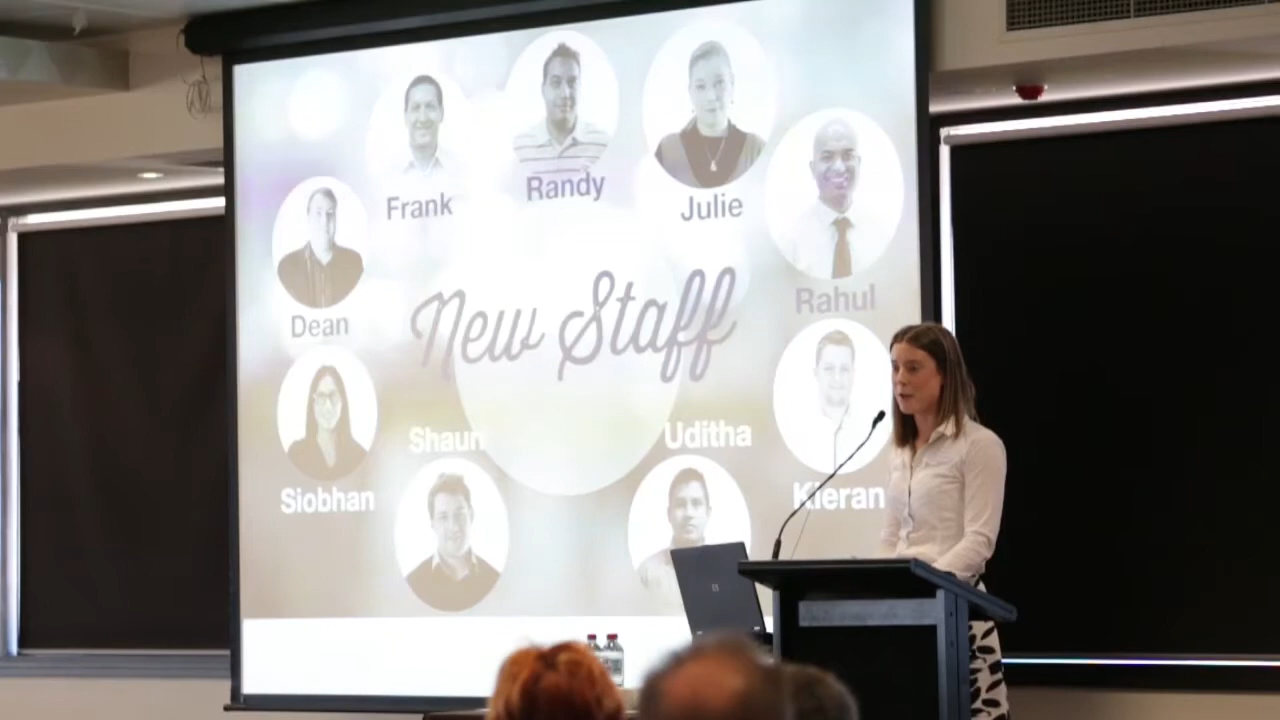 Frank
Randy
Julie
Dean
Rahul
New Staff
Siobhan
Shaun
Uditha
Kieran